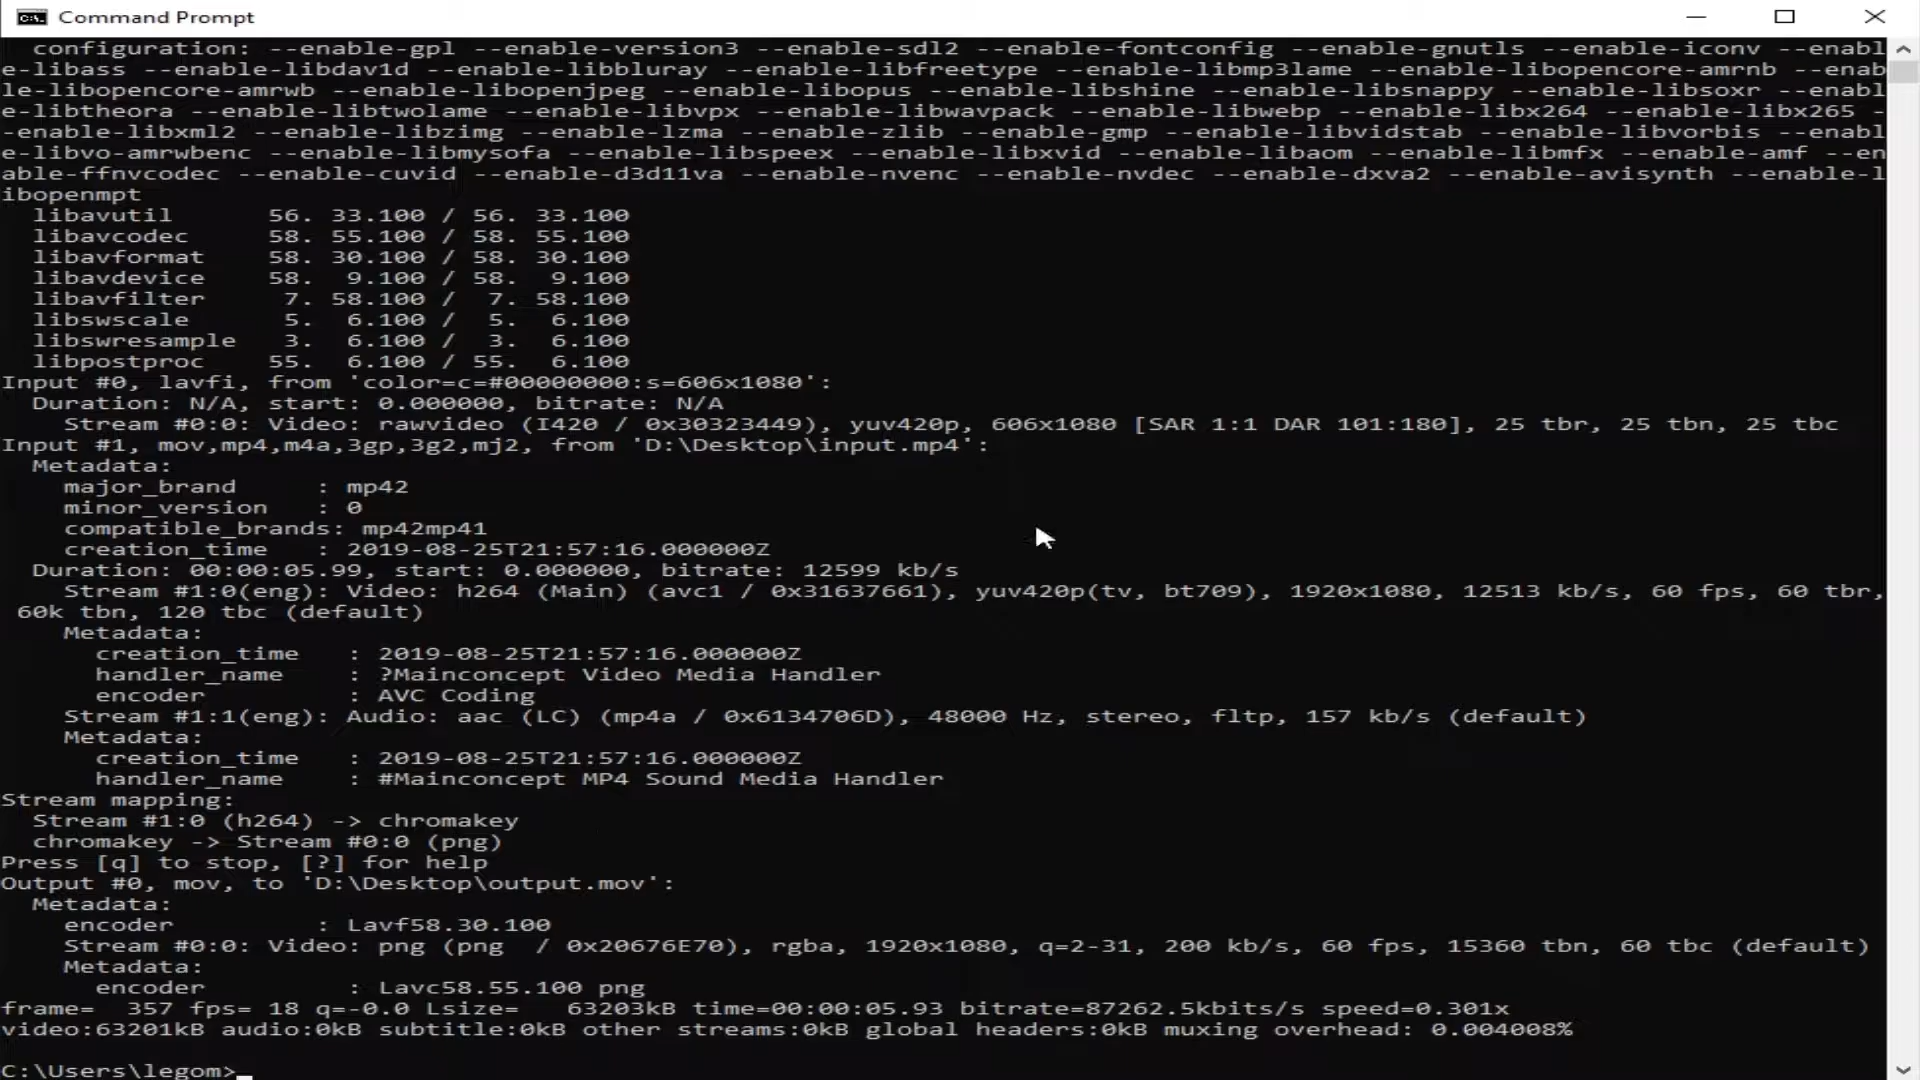 Command Prompt
  configuration: --enable-gpl --enable-version3 --enable-sdl2 --enable-fontconfig --enable-gnutls --enable-iconv --enabl
e-libass --enable-libdav1d --enable-libbluray --enable-libfreetype --enable-libmp3lame --enable-libopencore-amrnb --enab
le-libopencore-amrwb --enable-libopenjpeg --enable-libopus --enable-libshine --enable-libsnappy --enable-libsoxr --enabl
e-libtheora --enable-libtwolame --enable-libvpx --enable-libwavpack --enable-libwebp --enable-libx264 --enable-libx265 -
-enable-libxml2 --enable-libzimg --enable-lzma --enable-zlib --enable-gmp --enable-libvidstab --enable-libvorbis --enabl
e-libvo-amrwbenc --enable-libmysofa --enable-libspeex --enable-libxvid --enable-libaom --enable-libmfx --enable-amf --en
able-ffnvcodec --enable-cuvid --enable-d3d11va --enable-nvenc --enable-nvdec --enable-dxva2 --enable-avisynth --enable-l
ibopenmpt
  libavutil      56. 33.100 / 56. 33.100
  libavcodec     58. 55.100 / 58. 55.100
  libavformat    58. 30.100 / 58. 30.100
  libavdevice    58.  9.100 / 58.  9.100
  libavfilter     7. 58.100 /  7. 58.100
  libswscale      5.  6.100 /  5.  6.100
  libswresample   3.  6.100 /  3.  6.100
  libpostproc    55.  6.100 / 55.  6.100
Input #0, lavfi, from 'color=c=#00000000:s=606x1080':
  Duration: N/A, start: 0.000000, bitrate: N/A
    Stream #0:0: Video: rawvideo (I420 / 0x30323449), yuv420p, 606x1080 [SAR 1:1 DAR 101:180], 25 tbr, 25 tbn, 25 tbc
Input #1, mov,mp4,m4a,3gp,3g2,mj2, from 'D:\Desktop\input.mp4':
  Metadata:
    major_brand     : mp42
    minor_version   : 0
    compatible_brands: mp42mp41
    creation_time   : 2019-08-25T21:57:16.000000Z
  Duration: 00:00:05.99, start: 0.000000, bitrate: 12599 kb/s
    Stream #1:0(eng): Video: h264 (Main) (avc1 / 0x31637661), yuv420p(tv, bt709), 1920x1080, 12513 kb/s, 60 fps, 60 tbr,
 60k tbn, 120 tbc (default)
    Metadata:
      creation_time   : 2019-08-25T21:57:16.000000Z
      handler_name    : ?Mainconcept Video Media Handler
      encoder         : AVC Coding
    Stream #1:1(eng): Audio: aac (LC) (mp4a / 0x6134706D), 48000 Hz, stereo, fltp, 157 kb/s (default)
    Metadata:
      creation_time   : 2019-08-25T21:57:16.000000Z
      handler_name    : #Mainconcept MP4 Sound Media Handler
Stream mapping:
  Stream #1:0 (h264) -> chromakey
  chromakey -> Stream #0:0 (png)
Press [q] to stop, [?] for help
Output #0, mov, to 'D:\Desktop\output.mov':
  Metadata:
    encoder         : Lavf58.30.100
    Stream #0:0: Video: png (png  / 0x20676E70), rgba, 1920x1080, q=2-31, 200 kb/s, 60 fps, 15360 tbn, 60 tbc (default)
    Metadata:
      encoder         : Lavc58.55.100 png
frame=  357 fps= 18 q=-0.0 Lsize=   63203kB time=00:00:05.93 bitrate=87262.5kbits/s speed=0.301x
video:63201kB audio:0kB subtitle:0kB other streams:0kB global headers:0kB muxing overhead: 0.004008%
C:\Users\legom>_